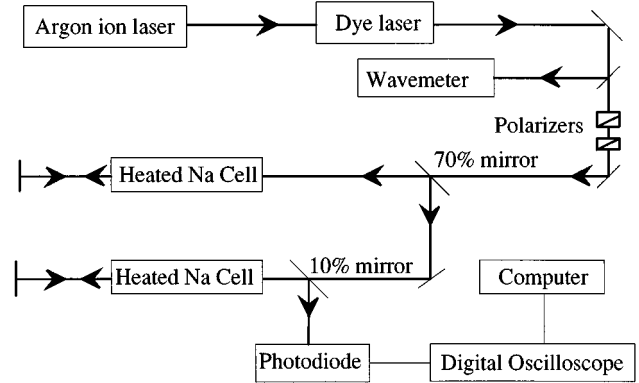 Argon ion laser
Dye laser
Wavemeter
Polarizers
70% mirror
Heated Na Cell
10% mirror
Heated Na Cell
Computer
Photodiode
Digital Oscilloscope